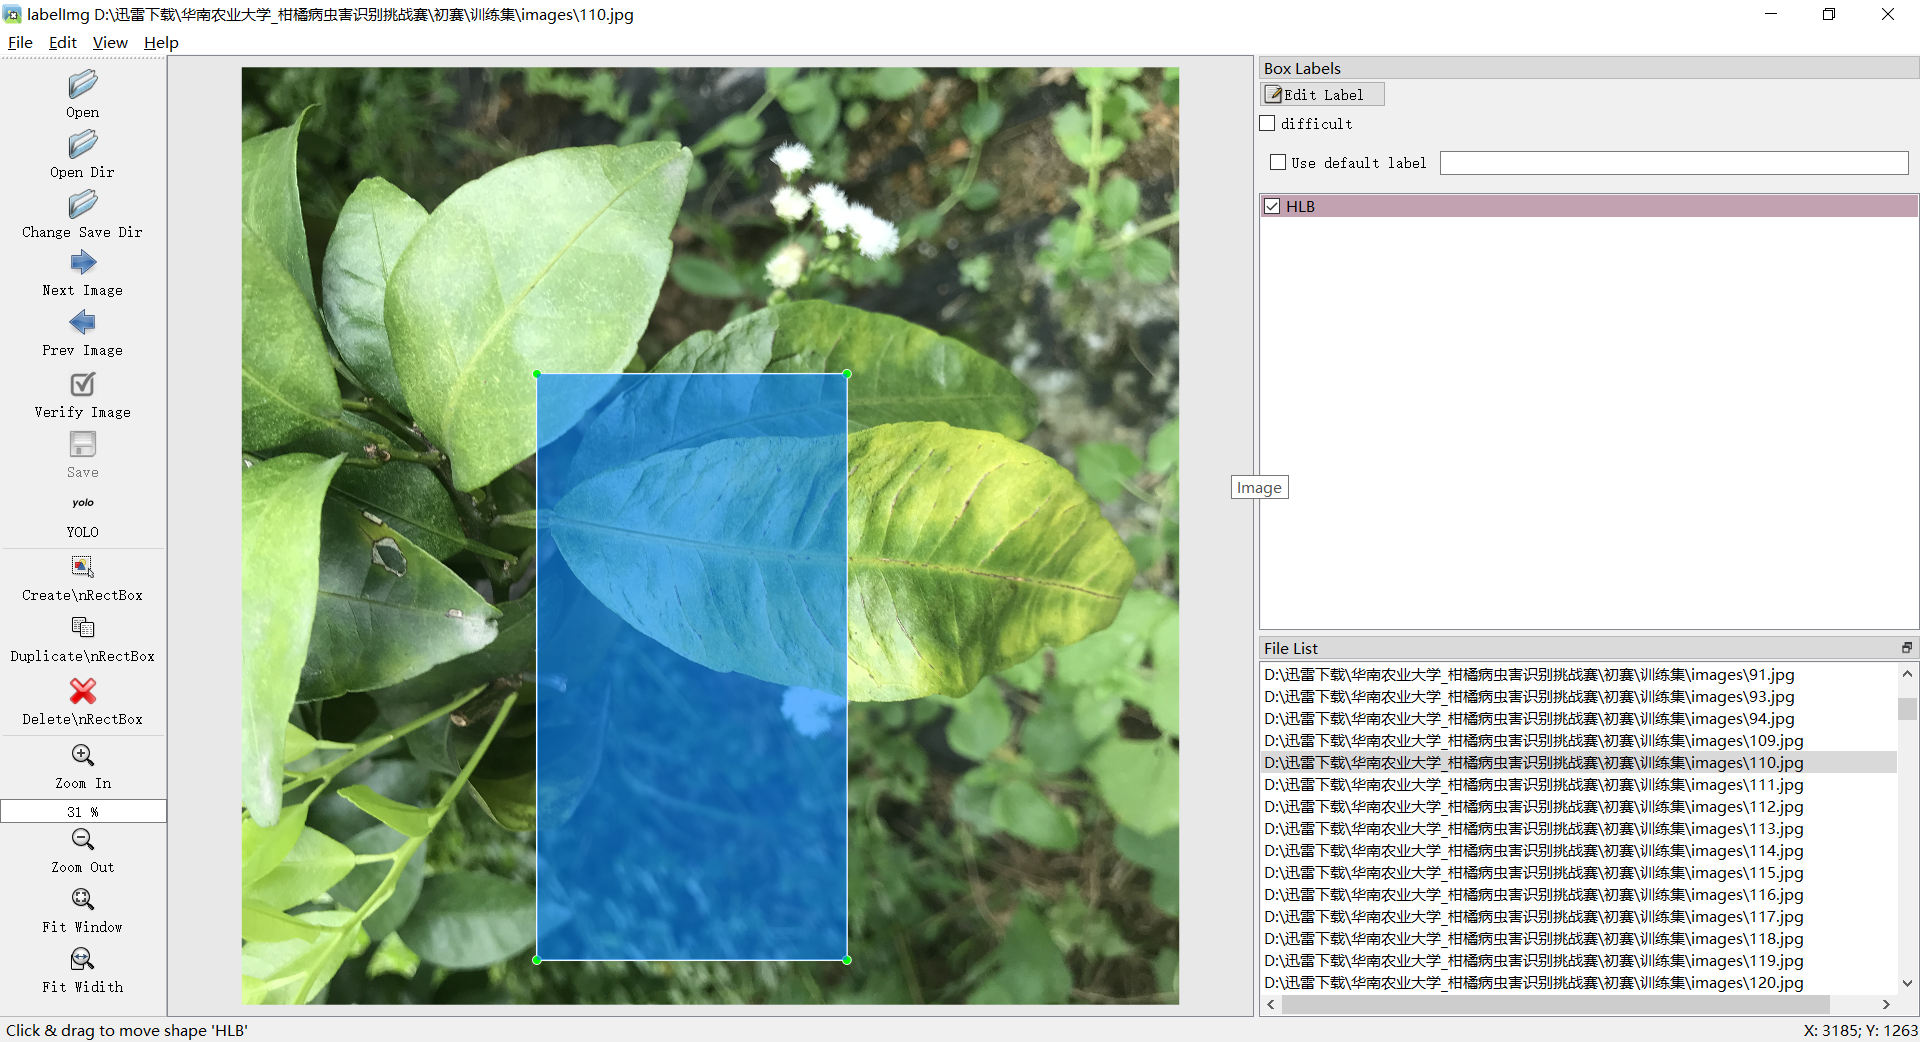 labelImg D:\迅雷下载\华南农业大学_柑橘病虫害识别挑战赛\初赛\训练集\images\110.jpg
File Edit View Help
Open
Open Dir
Change Save Dir
Next Image
Prev Image
Verify Image
Save
yolo
YOLO
Create\nRectBox
Duplicate\nRectBox
Delete\nRectBox
Zoom In
31 %
Zoom Out
Fit Window
Fit Widith
Box Labels
Edit Label
difficult
Use default label
HLB
Image
File List
D:\迅雷下载\华南农业大学_柑橘病虫害识别挑战赛\初赛\训练集\images\91.jpg
D:\迅雷下载\华南农业大学_柑橘病虫害识别挑战赛\初赛\训练集\images\93.jpg
D:\迅雷下载\华南农业大学_柑橘病虫害识别挑战赛\初赛\训练集\images\94.jpg
D:\迅雷下载\华南农业大学_柑橘病虫害识别挑战赛\初赛\训练集\images\109.jpg
D:\迅雷下载\华南农业大学_柑橘病虫害识别挑战赛\初赛\训练集\images\110.jpg
D:\迅雷下载\华南农业大学_柑橘病虫害识别挑战赛\初赛\训练集\images\111.jpg
D:\迅雷下载\华南农业大学_柑橘病虫害识别挑战赛\初赛\训练集\images\112.jpg
D:\迅雷下载\华南农业大学_柑橘病虫害识别挑战赛\初赛\训练集\images\113.jpg
D:\迅雷下载\华南农业大学_柑橘病虫害识别挑战赛\初赛\训练集\images\114.jpg
D:\迅雷下载\华南农业大学_柑橘病虫害识别挑战赛\初赛\训练集\images\115.jpg
D:\迅雷下载\华南农业大学_柑橘病虫害识别挑战赛\初赛\训练集\images\116.jpg
D:\迅雷下载\华南农业大学_柑橘病虫害识别挑战赛\初赛\训练集\images\117.jpg
D:\迅雷下载\华南农业大学_柑橘病虫害识别挑战赛\初赛\训练集\images\118.jpg
D:\迅雷下载\华南农业大学_柑橘病虫害识别挑战赛\初赛\训练集\images\119.jpg
D:\迅雷下载\华南农业大学_柑橘病虫害识别挑战赛\初赛\训练集\images\120.jpg
Click & drag to move shape 'HLB'
X: 3185; Y: 1263